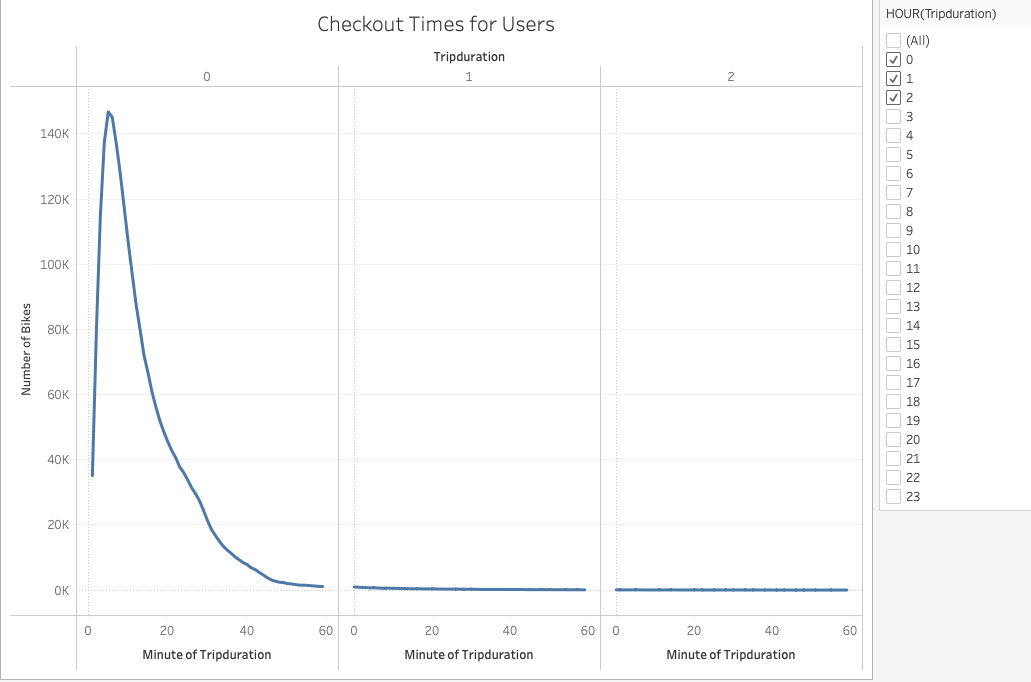 Checkout Times for Users
Tripduration
0 1 2
Number of Bikes
140K
120K
100K
80K
60K
40K
20K
0K
0 20 40 60 0 20 40 60 0 20 40 60
Minute of Tripduration Minute of Tripduration Minute of Tripduration
HOUR(Tripduration)
(All)
0
1
2
3
4
5
6
7
8
9
10
11
12
13
14
15
16
17
18
19
20
21
22
23